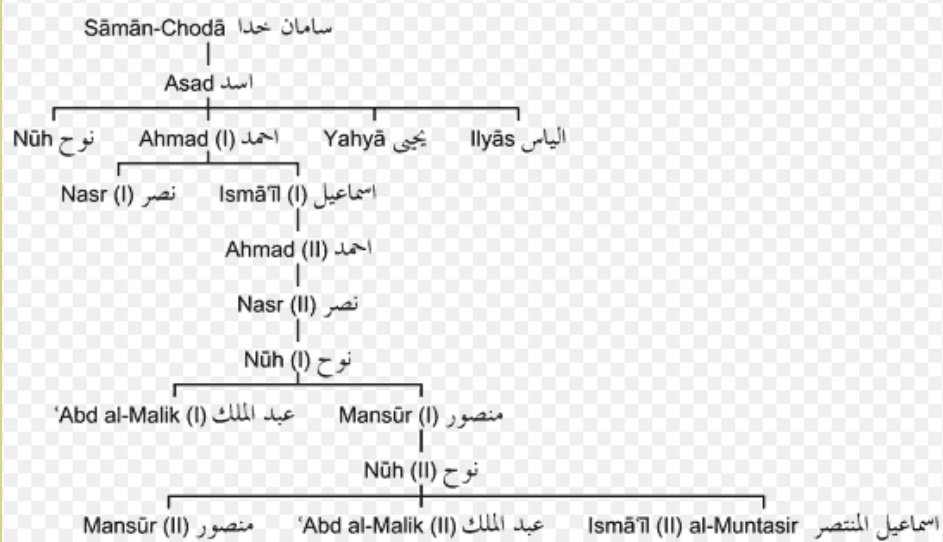 Sāmān-Chodā سامان خدا
Asad اسد
Nūh نوح Ahmad (I) احمد Yahyā يحيى Ilyās الياس
Nasr (I) نصر Ismā'īl (I) اسماعيل
Ahmad (II) احمد
Nasr (II) نصر
Nūh (I) نوح
'Abd al-Malik (I) عبد الملك Mansūr (I) منصور
Nūh (II) نوح
Mansūr (II) منصور 'Abd al-Malik (II) عبد الملك Ismā'īl (II) al-Muntasir اسماعيل المنتصر